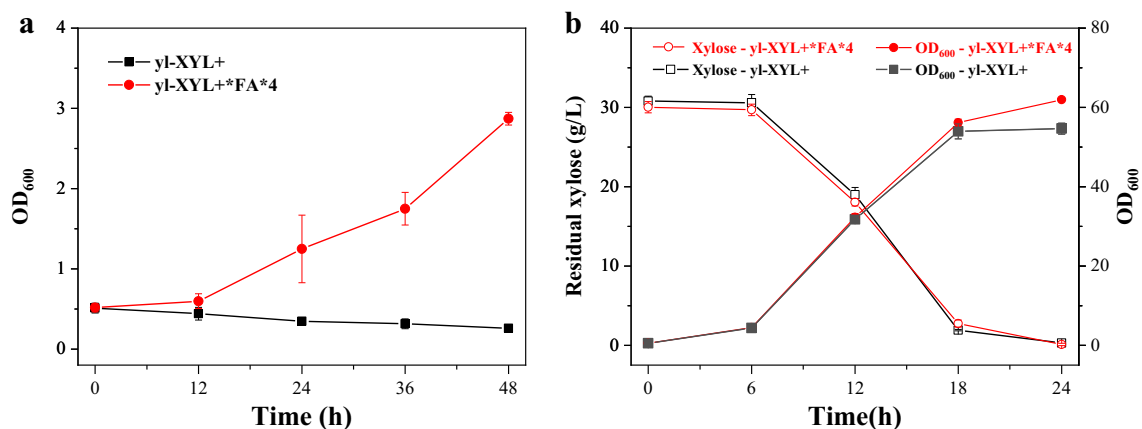 a
OD600
4
3
2
1
0
yl-XYL+
yl-XYL+*FA*4
0 12 24 36 48
Time (h)
b
Residual xylose (g/L)
40
30
20
10
0
Xylose - yl-XYL+*FA*4
Xylose - yl-XYL+
OD600 - yl-XYL+*FA*4
OD600 - yl-XYL+
80
60
40
20
0
OD600
0 6 12 18 24
Time(h)